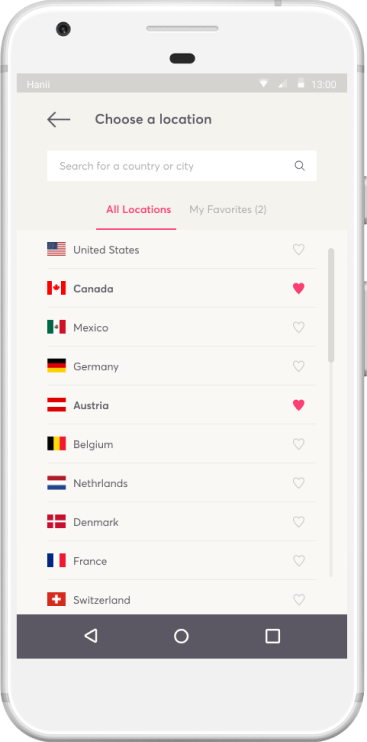 Hanii 13:00
Choose a location
Search for a country or city
All Locations My Favorites (2)
United States
Canada
Mexico
Germany
Austria
Belgium
Nethrlands
Denmark
France
Switzerland